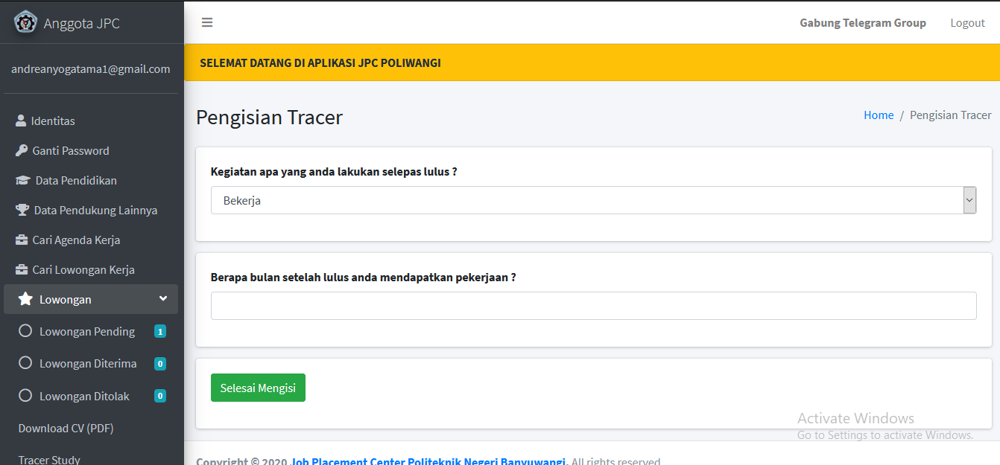 Anggota JPC
Gabung Telegram Group
Logout
andreanyogatama1@gmail.com
SELEMAT DATANG DI APLIKASI JPC POLIWANGI
Identitas
Ganti Password
Data Pendidikan
Data Pendukung Lainnya
Cari Agenda Kerja
Cari Lowongan Kerja
Lowongan
Lowongan Pending 1
Lowongan Diterima 0
Lowongan Ditolak 0
Download CV (PDF)
Tracer Study
Pengisian Tracer
Home / Pengisian Tracer
Kegiatan apa yang anda lakukan selepas lulus ?
Bekerja
Berapa bulan setelah lulus anda mendapatkan pekerjaan ?
Selesai Mengisi
Activate Windows
Go to Settings to activate Windows.
Copyright © 2020 Job Placement Center Politeknik Negeri Banyuwangi. All rights reserved